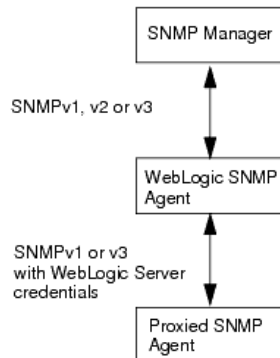 SNMP Manager
SNMPv1, v2 or v3
WebLogic SNMP
Agent
SNMPv1 or v3
with WebLogic Server
credentials
Proxied SNMP
Agent